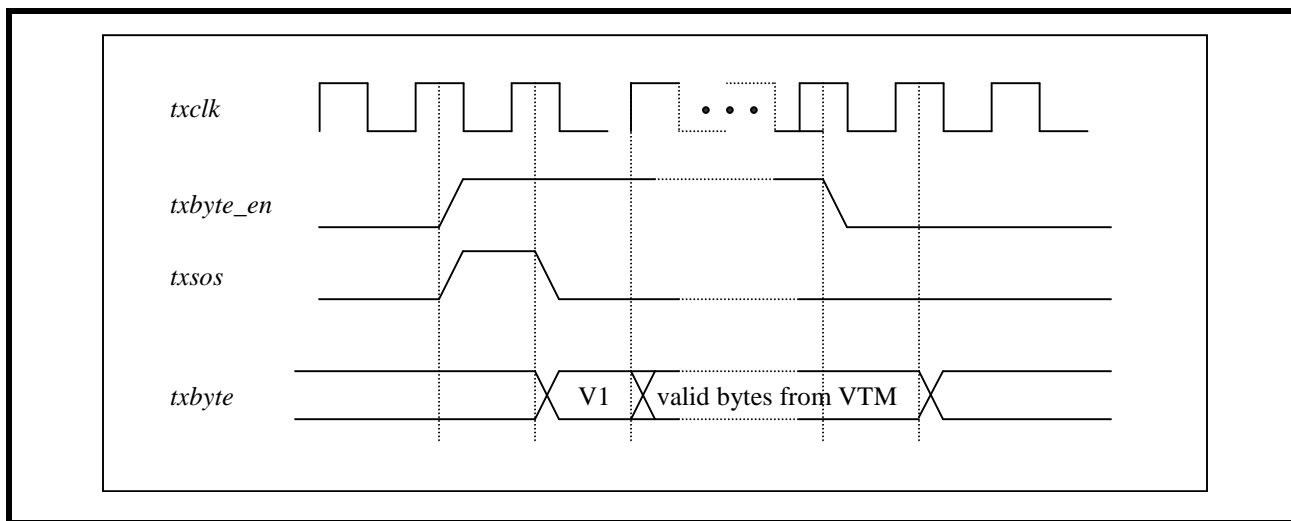 txclk
txbyte_en
txsos
txbyte
V1
valid bytes from VTM